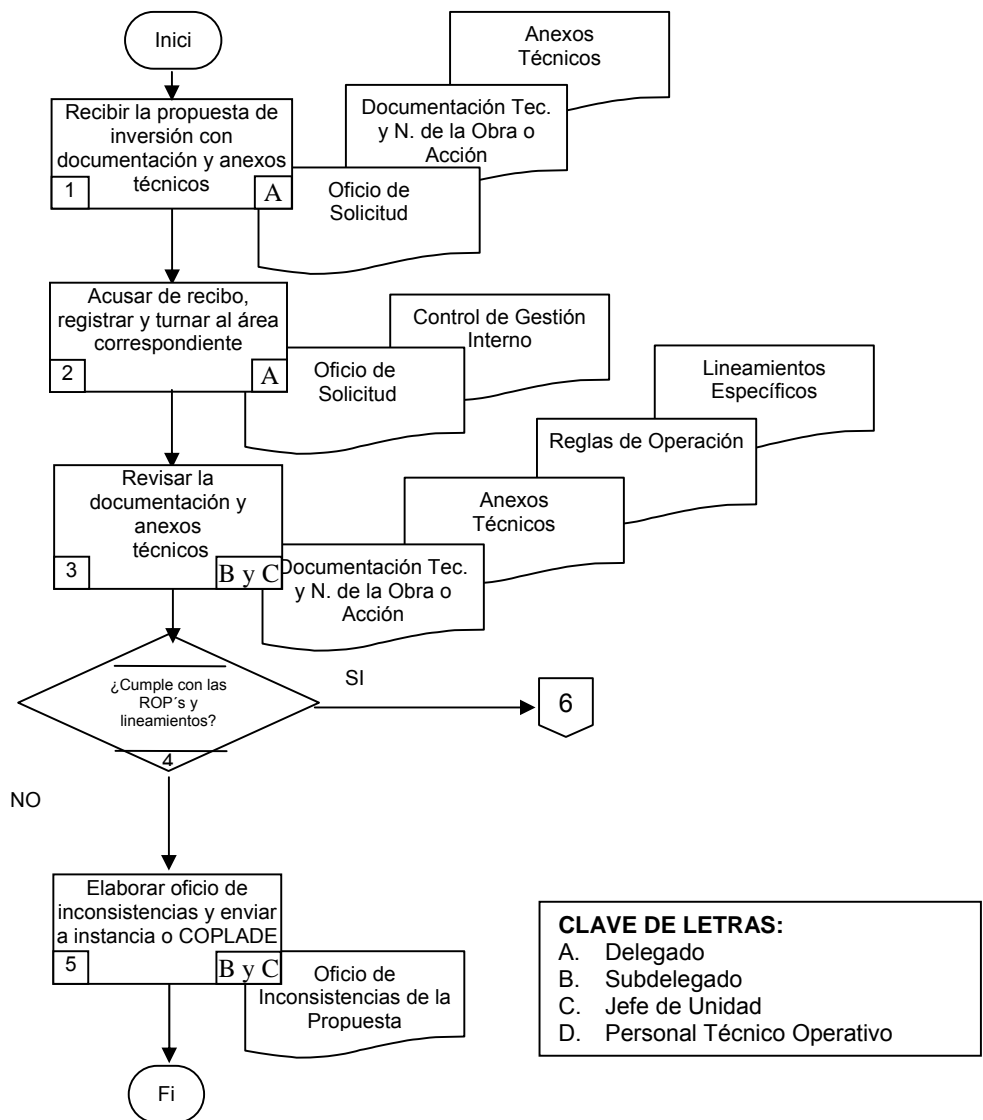 Inici
Anexos
Técnicos
Recibir la propuesta de
inversión con
documentación y anexos
técnicos
1
A
Documentación Tec.
y N. de la Obra o
Acción
Oficio de
Solicitud
Acusar de recibo,
registrar y turnar al área
correspondiente
2
A
Control de Gestión
Interno
Oficio de
Solicitud
Lineamientos
Específicos
Reglas de Operación
Anexos
Técnicos
Revisar la
documentación y
anexos
técnicos
3
B y C
Documentación Tec.
y N. de la Obra o
Acción
¿Cumple con las
ROP´s y
lineamientos?
4
SI
6
NO
Elaborar oficio de
inconsistencias y enviar
a instancia o COPLADE
5
B y C
Oficio de
Inconsistencias de la
Propuesta
Fi
CLAVE DE LETRAS:
A. Delegado
B. Subdelegado
C. Jefe de Unidad
D. Personal Técnico Operativo